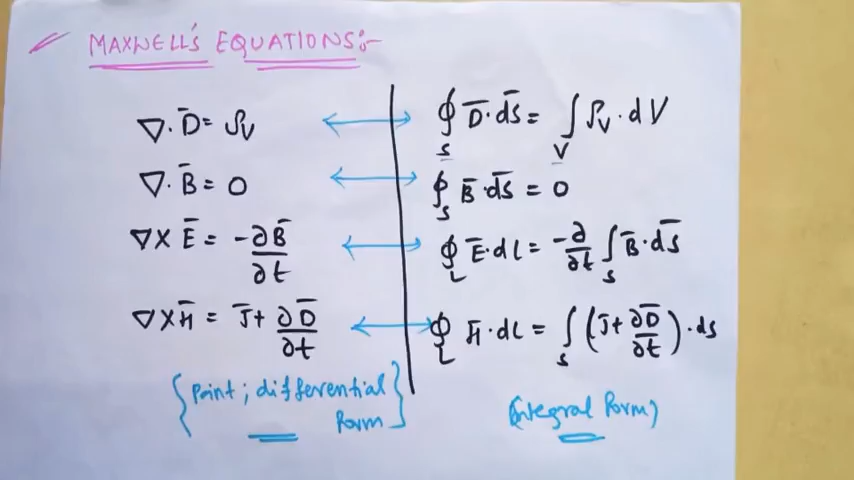 MAXWELL'S EQUATIONS:-
∇. D̄ = ρv ⟷ ∮s D̄·ds̄ = ∫v ρv · dV
∇. B̄ = 0 ⟷ ∮s B̄·ds̄ = 0
∇× Ē = -∂B̄/∂t ⟷ ∮L Ē·dL = -∂/∂t ∫s B̄·ds̄
∇×H̄ = J̄+ ∂D̄/∂t ⟷ ∮L H̄·dL = ∫s (J̄+ ∂D̄/∂t)·ds
{Point; differential Form} (integral Form)